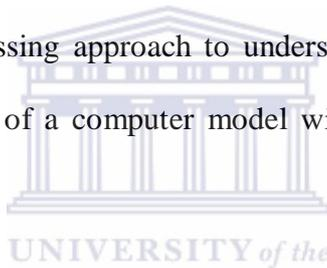 ssing approach to unders
of a computer model wi
UNIVERSITY of the